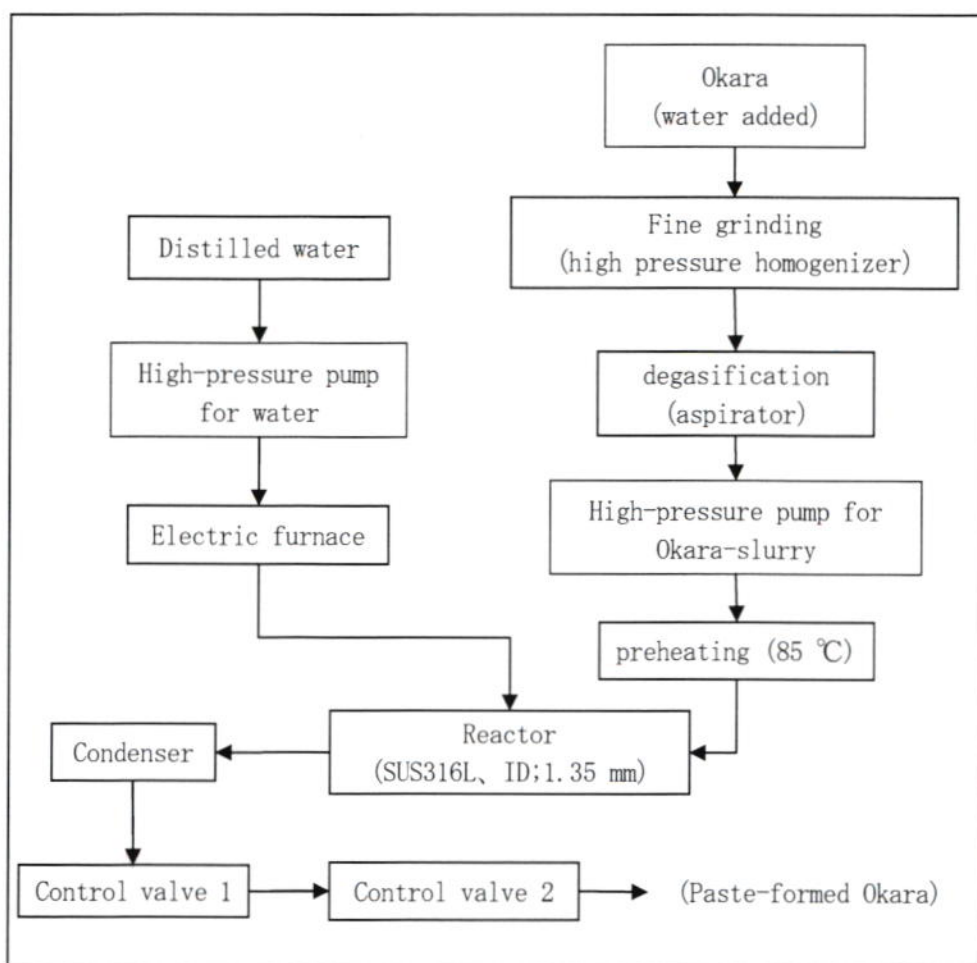 Okara
(water added)
Fine grinding
(high pressure homogenizer)
Distilled water
High-pressure pump
for water
degasification
(aspirator)
Electric furnace
High-pressure pump for
Okara-slurry
preheating (85 ℃)
Reactor
(SUS316L、ID;1.35 mm)
Condenser
Control valve 1
Control valve 2
(Paste-formed Okara)